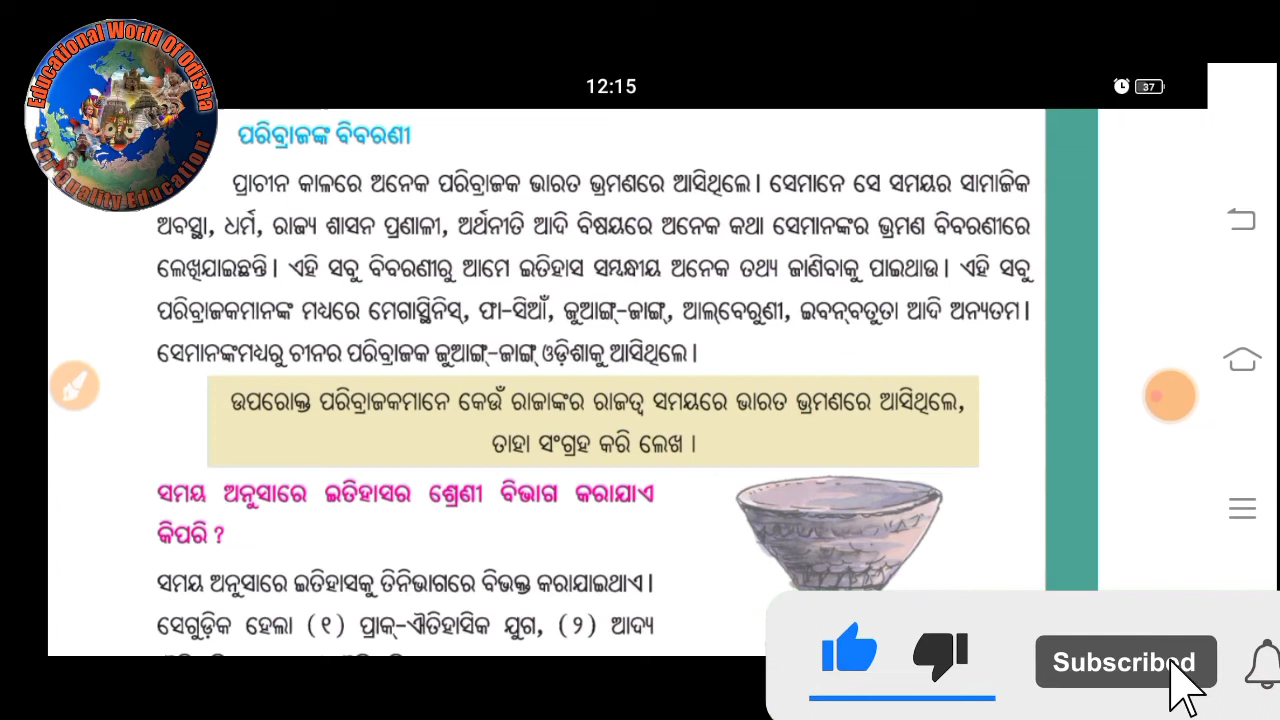 Educational World Of Odisha
For Quality Education
12:15
37
ପରିବ୍ରାଜଙ୍କ ବିବରଣୀ
ପ୍ରାଚୀନ କାଳରେ ଅନେକ ପରିବ୍ରାଜକ ଭାରତ ଭ୍ରମଣରେ ଆସିଥିଲେ। ସେମାନେ ସେ ସମୟର ସାମାଜିକ
ଅବସ୍ଥା, ଧର୍ମ, ରାଜ୍ୟ ଶାସନ ପ୍ରଣାଳୀ, ଅର୍ଥନୀତି ଆଦି ବିଷୟରେ ଅନେକ କଥା ସେମାନଙ୍କର ଭ୍ରମଣ ବିବରଣୀରେ
ଲେଖିଯାଇଛନ୍ତି। ଏହି ସବୁ ବିବରଣୀରୁ ଆମେ ଇତିହାସ ସମ୍ବନ୍ଧୀୟ ଅନେକ ତଥ୍ୟ ଜାଣିବାକୁ ପାଇଥାଉ। ଏହି ସବୁ
ପରିବ୍ରାଜକମାନଙ୍କ ମଧ୍ୟରେ ମେଗାସ୍ଥିନିସ୍, ଫା-ସିଆଁ, ଜୁଆଙ୍ଗ୍-ଜାଙ୍ଗ୍, ଆଲ୍‌ବେରୁଣୀ, ଇବନ୍‌ବତୁତା ଆଦି ଅନ୍ୟତମ।
ସେମାନଙ୍କମଧ୍ୟରୁ ଚୀନର ପରିବ୍ରାଜକ ଜୁଆଙ୍ଗ୍-ଜାଙ୍ଗ୍ ଓଡ଼ିଶାକୁ ଆସିଥିଲେ।
ଉପରୋକ୍ତ ପରିବ୍ରାଜକମାନେ କେଉଁ ରାଜାଙ୍କର ରାଜତ୍ୱ ସମୟରେ ଭାରତ ଭ୍ରମଣରେ ଆସିଥିଲେ,
ତାହା ସଂଗ୍ରହ କରି ଲେଖ।
ସମୟ ଅନୁସାରେ ଇତିହାସର ଶ୍ରେଣୀ ବିଭାଗ କରାଯାଏ
କିପରି ?
ସମୟ ଅନୁସାରେ ଇତିହାସକୁ ତିନିଭାଗରେ ବିଭକ୍ତ କରାଯାଇଥାଏ।
ସେଗୁଡ଼ିକ ହେଲା (୧) ପ୍ରାକ୍-ଐତିହାସିକ ଯୁଗ, (୨) ଆଦ୍ୟ
Subscribed